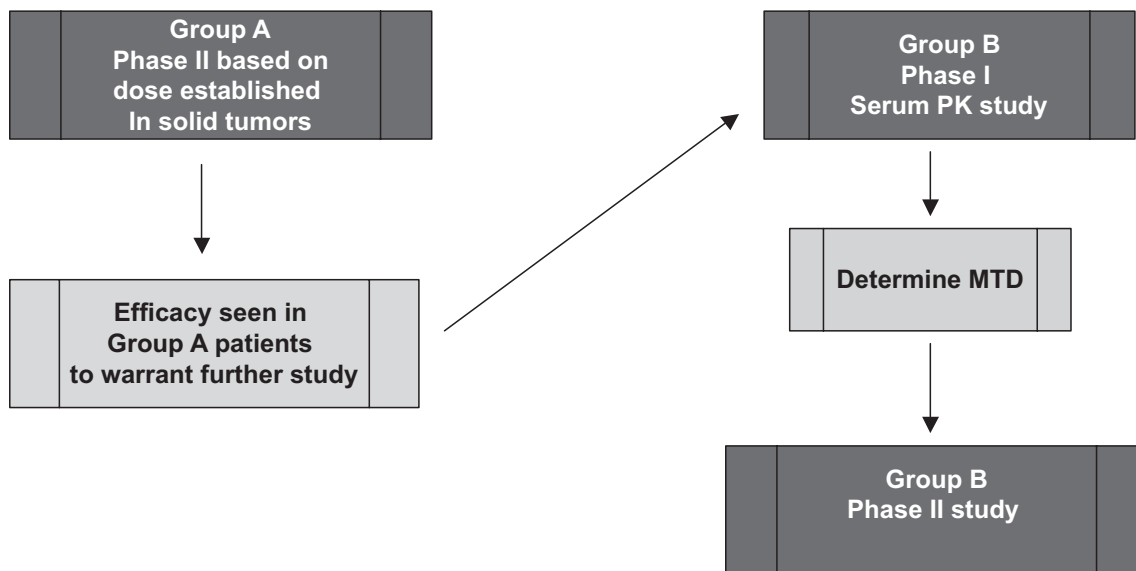 Group A
Phase II based on
dose established
In solid tumors
Efficacy seen in
Group A patients
to warrant further study
Group B
Phase I
Serum PK study
Determine MTD
Group B
Phase II study